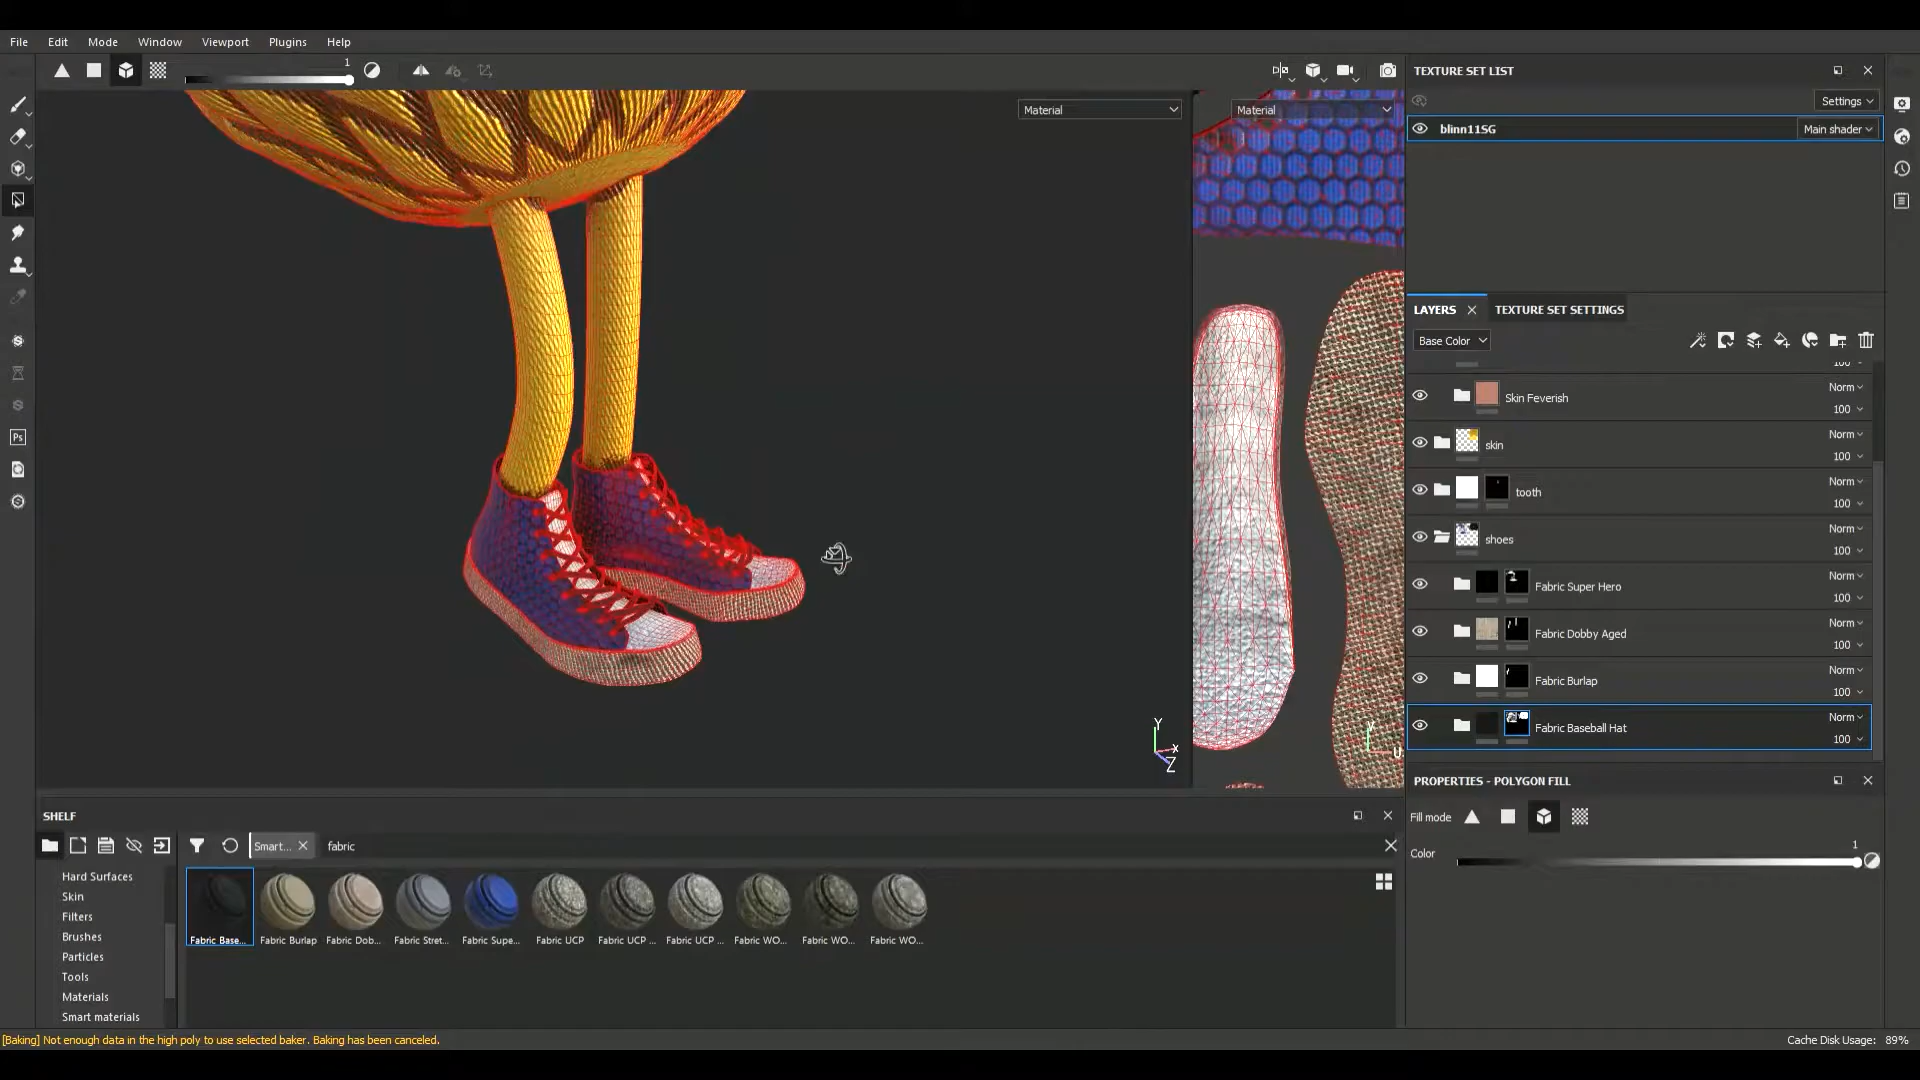 File Edit Mode Window Viewport Plugins Help
1
Material
Material
TEXTURE SET LIST
Settings
blinn11SG Main shader
LAYERS TEXTURE SET SETTINGS
Base Color
100
Skin Feverish Norm
100
skin Norm
100
tooth Norm
100
shoes Norm
100
Fabric Super Hero Norm
100
Fabric Dobby Aged Norm
100
Fabric Burlap Norm
100
Fabric Baseball Hat Norm
100
Y
X
Z
PROPERTIES - POLYGON FILL
Fill mode
Color 1
SHELF
Smart... fabric
Hard Surfaces
Skin
Filters
Brushes
Particles
Tools
Materials
Smart materials
Fabric Base... Fabric Burlap Fabric Dob... Fabric Stret... Fabric Supe... Fabric UCP Fabric UCP ... Fabric UCP ... Fabric WO... Fabric WO... Fabric WO...
[Baking] Not enough data in the high poly to use selected baker. Baking has been canceled.
Cache Disk Usage: 89%